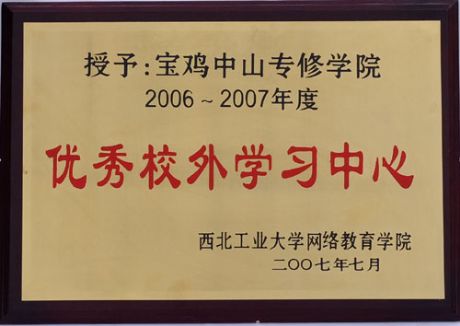 授予:宝鸡中山专修学院
2006~2007年度
优秀校外学习中心
西北工业大学网络教育学院
二〇〇七年七月